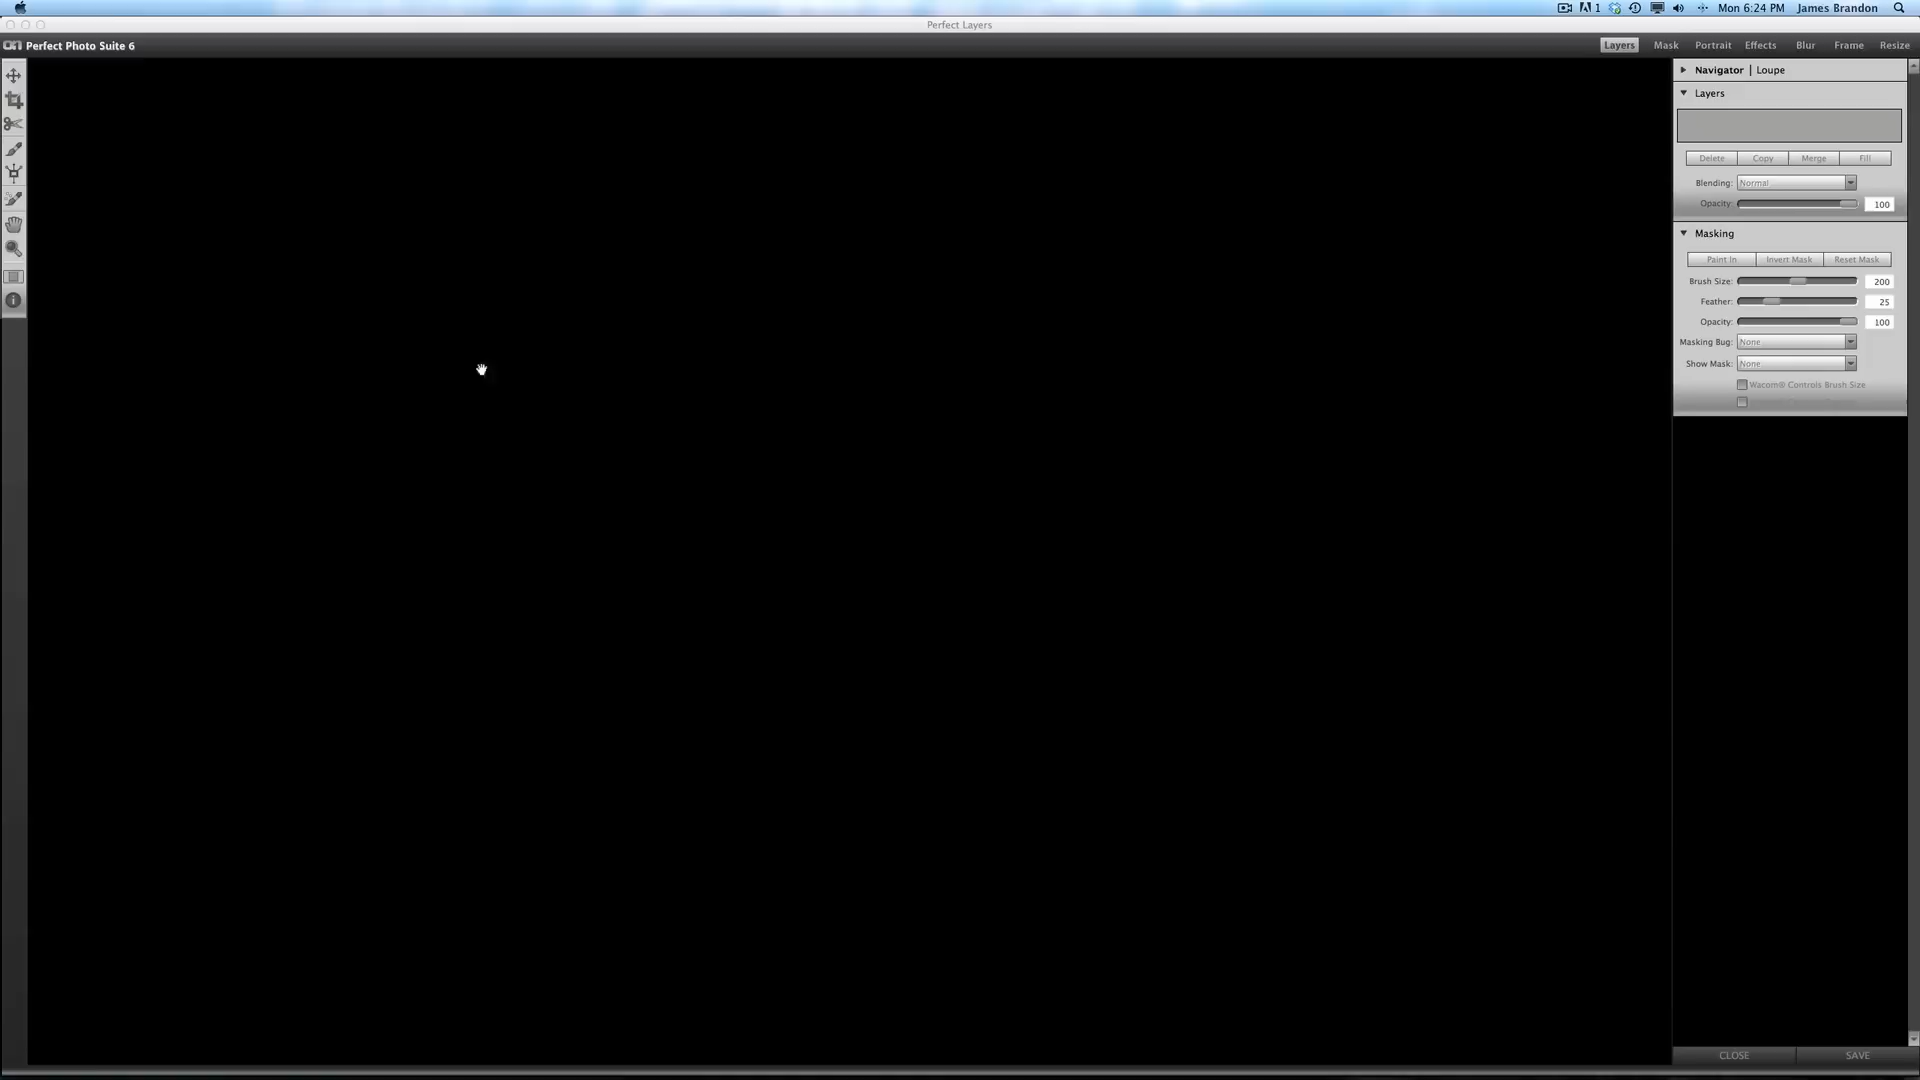 1 Mon 6:24 PM James Brandon
Perfect Layers
on Perfect Photo Suite 6
Layers Mask Portrait Effects Blur Frame Resize
Navigator | Loupe
Layers
Delete Copy Merge Fill
Blending: Normal
Opacity: 100
Masking
Paint In Invert Mask Reset Mask
Brush Size: 200
Feather: 25
Opacity: 100
Masking Bug: None
Show Mask: None
Wacom® Controls Brush Size
CLOSE SAVE